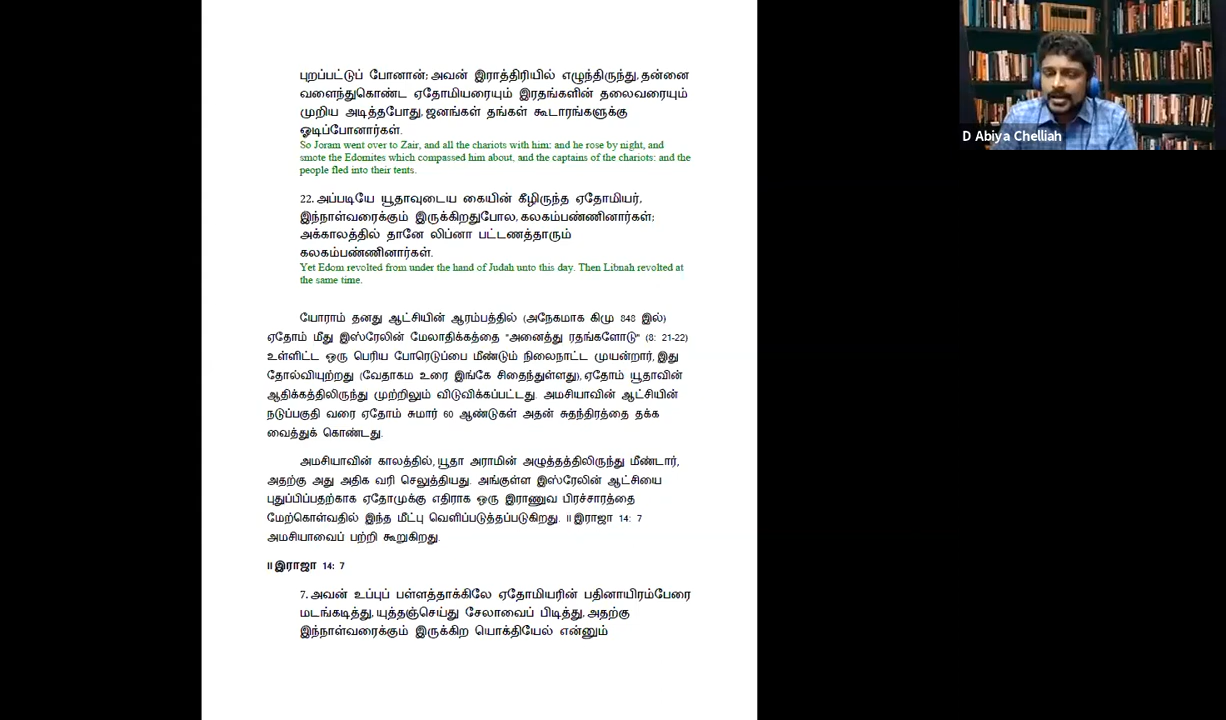 புறப்பட்டுப் போனான்; அவன் இராத்திரியில் எழுந்திருந்து, தன்னை
வளைந்துகொண்ட ஏதோமியரையும் இரதங்களின் தலைவரையும்
முறிய அடித்தபோது, ஜனங்கள் தங்கள் கூடாரங்களுக்கு
ஓடிப்போனார்கள்.
So Joram went over to Zair, and all the chariots with him: and he rose by night, and
smote the Edomites which compassed him about, and the captains of the chariots: and the
people fled into their tents.
22. அப்படியே யூதாவுடைய கையின் கீழிருந்த ஏதோமியர்,
இந்நாள்வரைக்கும் இருக்கிறதுபோல, கலகம்பண்ணினார்கள்;
அக்காலத்தில் தானே லிப்னா பட்டணத்தாரும்
கலகம்பண்ணினார்கள்.
Yet Edom revolted from under the hand of Judah unto this day. Then Libnah revolted at
the same time.
யோராம் தனது ஆட்சியின் ஆரம்பத்தில் (அநேகமாக கிமு 848 இல்)
ஏதோம் மீது இஸ்ரேலின் மேலாதிக்கத்தை "அனைத்து ரதங்களோடு" (8: 21-22)
உள்ளிட்ட ஒரு பெரிய போரெடுப்பை மீண்டும் நிலைநாட்ட முயன்றார், இது
தோல்வியுற்றது (வேதாகம உரை இங்கே சிதைந்துள்ளது), ஏதோம் யூதாவின்
ஆதிக்கத்திலிருந்து முற்றிலும் விடுவிக்கப்பட்டது. அமசியாவின் ஆட்சியின்
நடுப்பகுதி வரை ஏதோம் சுமார் 60 ஆண்டுகள் அதன் சுதந்திரத்தை தக்க
வைத்துக் கொண்டது.
அமசியாவின் காலத்தில், யூதா அராமின் அழுத்தத்திலிருந்து மீண்டார்,
அதற்கு அது அதிக வரி செலுத்தியது. அங்குள்ள இஸ்ரேலின் ஆட்சியை
புதுப்பிப்பதற்காக ஏதோமுக்கு எதிராக ஒரு இராணுவ பிரச்சாரத்தை
மேற்கொள்வதில் இந்த மீட்பு வெளிப்படுத்தப்படுகிறது. II இராஜா 14: 7
அமசியாவைப் பற்றி கூறுகிறது.
II இராஜா 14: 7
7. அவன் உப்புப் பள்ளத்தாக்கிலே ஏதோமியரின் பதினாயிரம்பேரை
மடங்கடித்து, யுத்தஞ்செய்து சேலாவைப் பிடித்து, அதற்கு
இந்நாள்வரைக்கும் இருக்கிற யொக்தியேல் என்னும்
D Abiya Chelliah